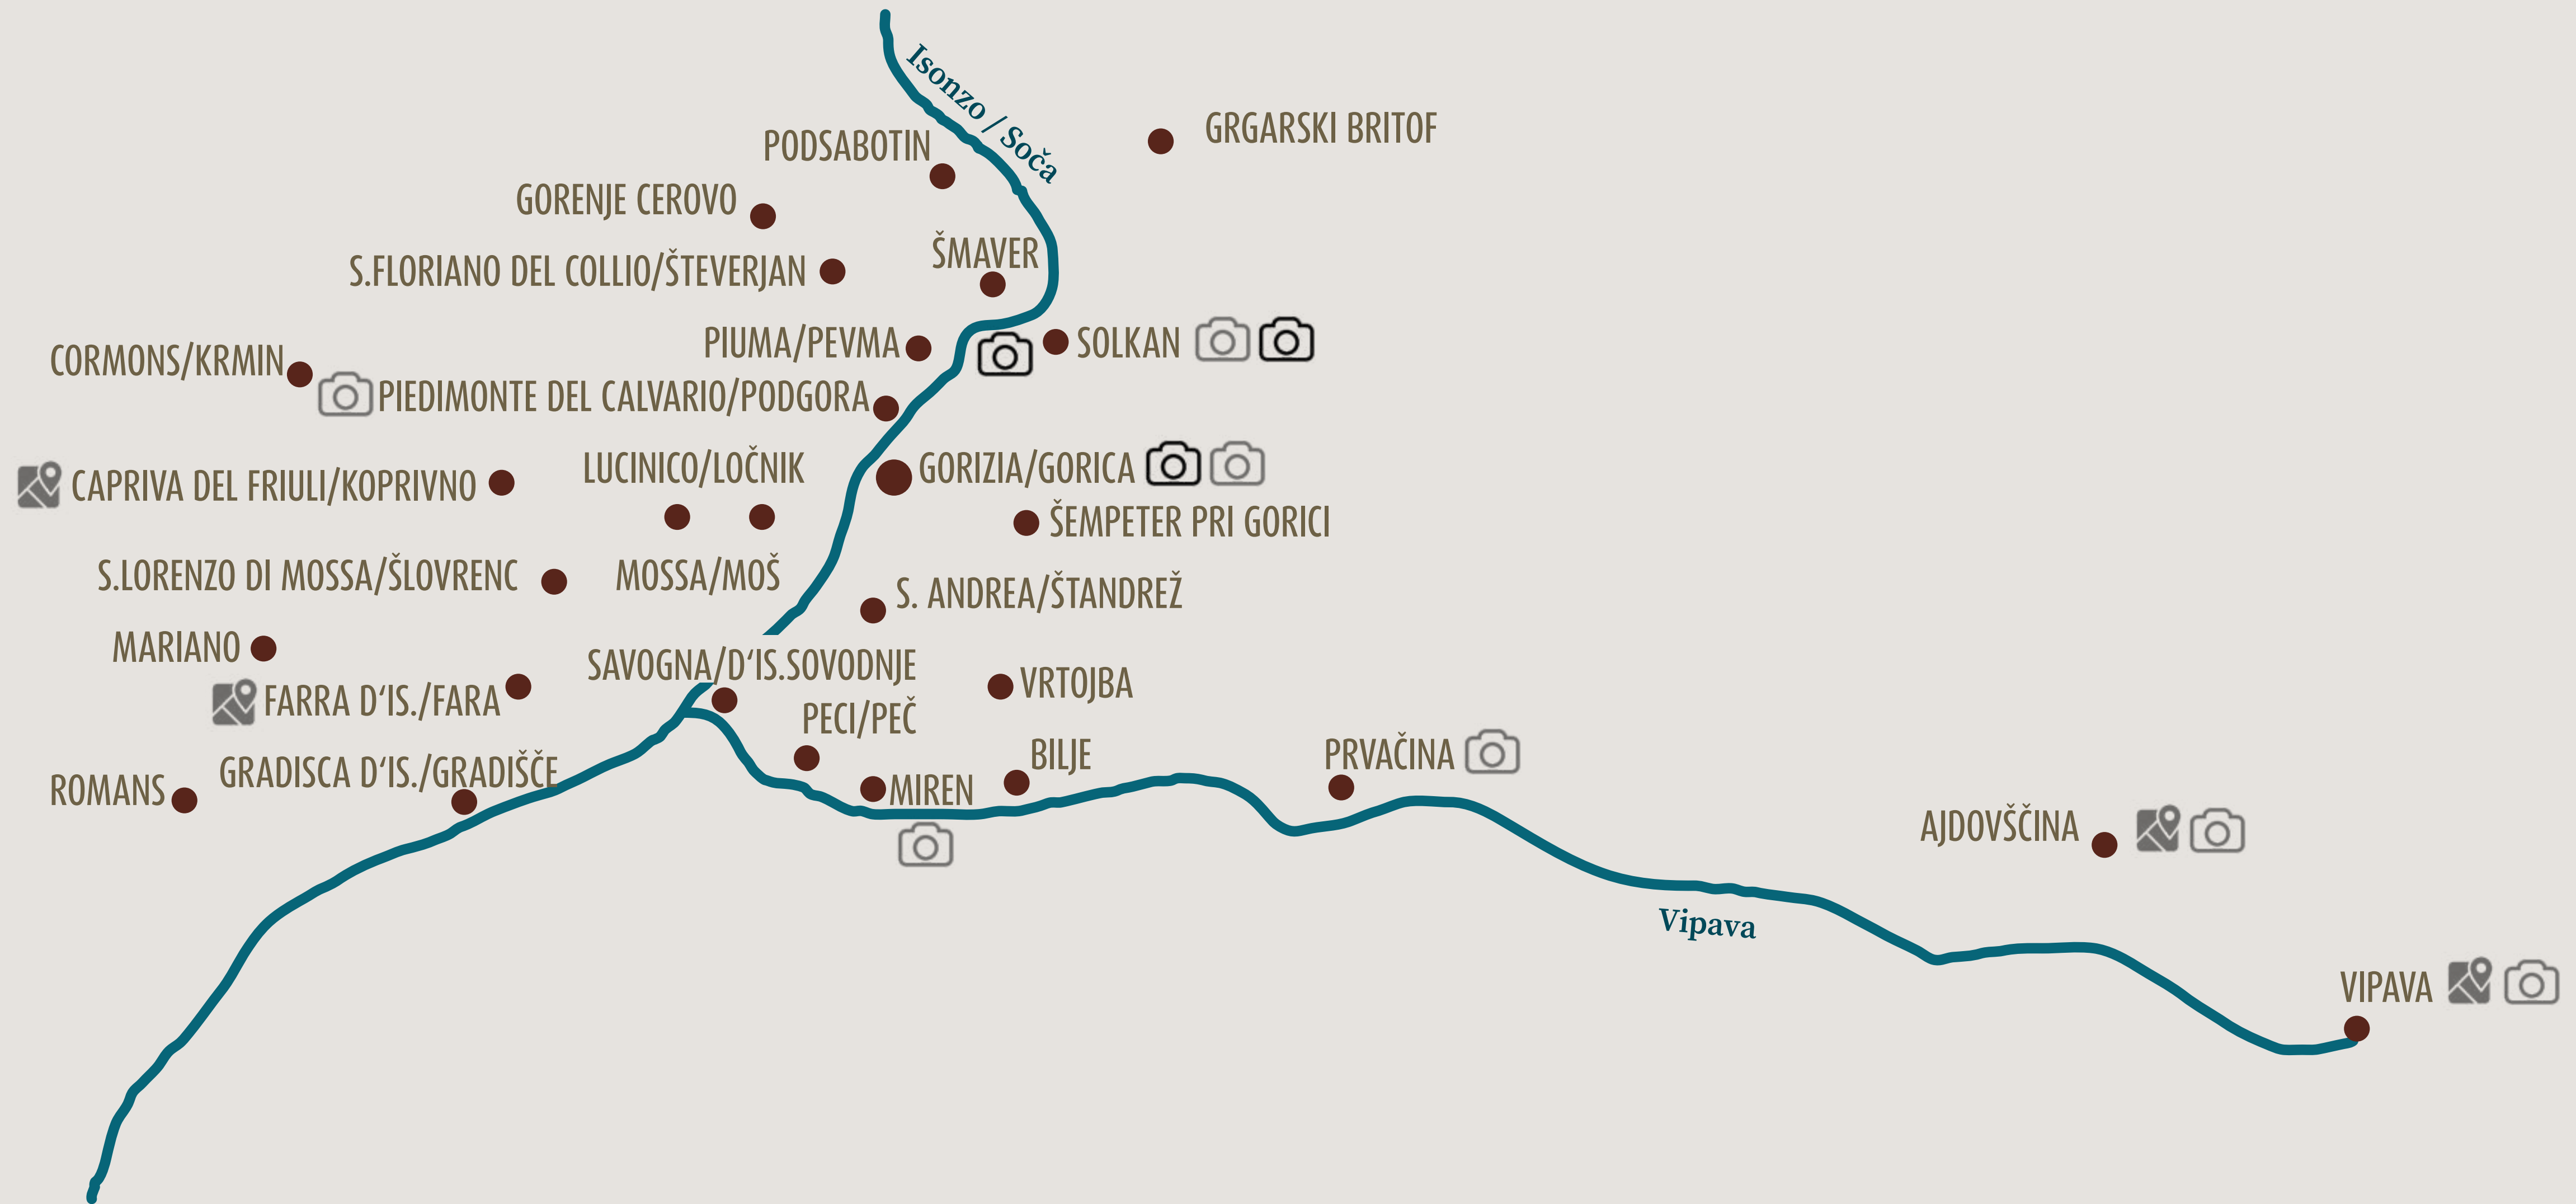 Isonzo / Soča
GRGARSKI BRITOF
PODSABOTIN
GORENJE CEROVO
ŠMAVER
S.FLORIANO DEL COLLIO/ŠTEVERJAN
PIUMA/PEVMA
SOLKAN
CORMONS/KRMIN
PIEDIMONTE DEL CALVARIO/PODGORA
LUCINICO/LOČNIK
GORIZIA/GORICA
CAPRIVA DEL FRIULI/KOPRIVNO
ŠEMPETER PRI GORICI
S.LORENZO DI MOSSA/ŠLOVRENC
MOSSA/MOŠ
S. ANDREA/ŠTANDREŽ
MARIANO
SAVOGNA/D‘IS.SOVODNJE
VRTOJBA
FARRA D‘IS./FARA
PECI/PEČ
BILJE
PRVAČINA
GRADISCA D‘IS./GRADIŠČE
ROMANS
MIREN
AJDOVŠČINA
Vipava
VIPAVA